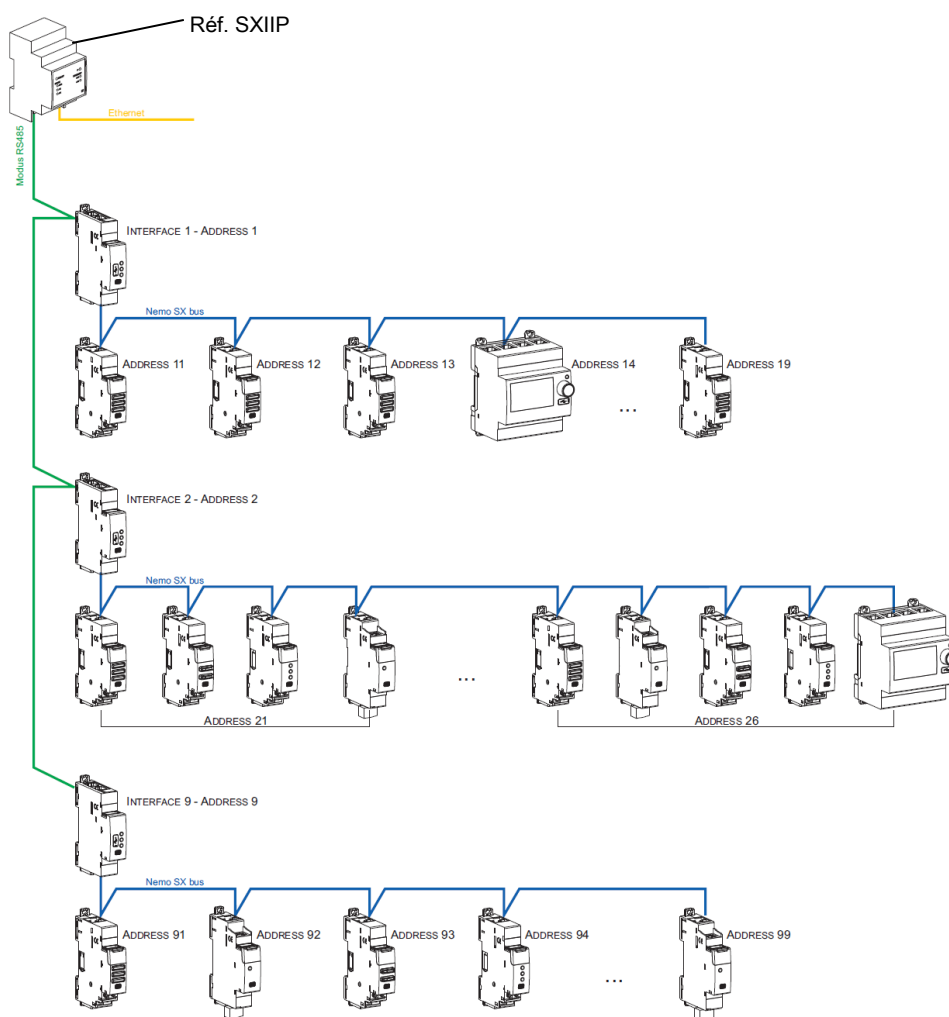 Réf. SXIIP
Ethernet
Modus RS485
INTERFACE 1 - ADDRESS 1
Nemo SX bus
ADDRESS 11
ADDRESS 12
ADDRESS 13
ADDRESS 14
ADDRESS 19
...
INTERFACE 2 - ADDRESS 2
Nemo SX bus
...
ADDRESS 21
ADDRESS 26
INTERFACE 9 - ADDRESS 9
Nemo SX bus
ADDRESS 91
ADDRESS 92
ADDRESS 93
ADDRESS 94
ADDRESS 99
...